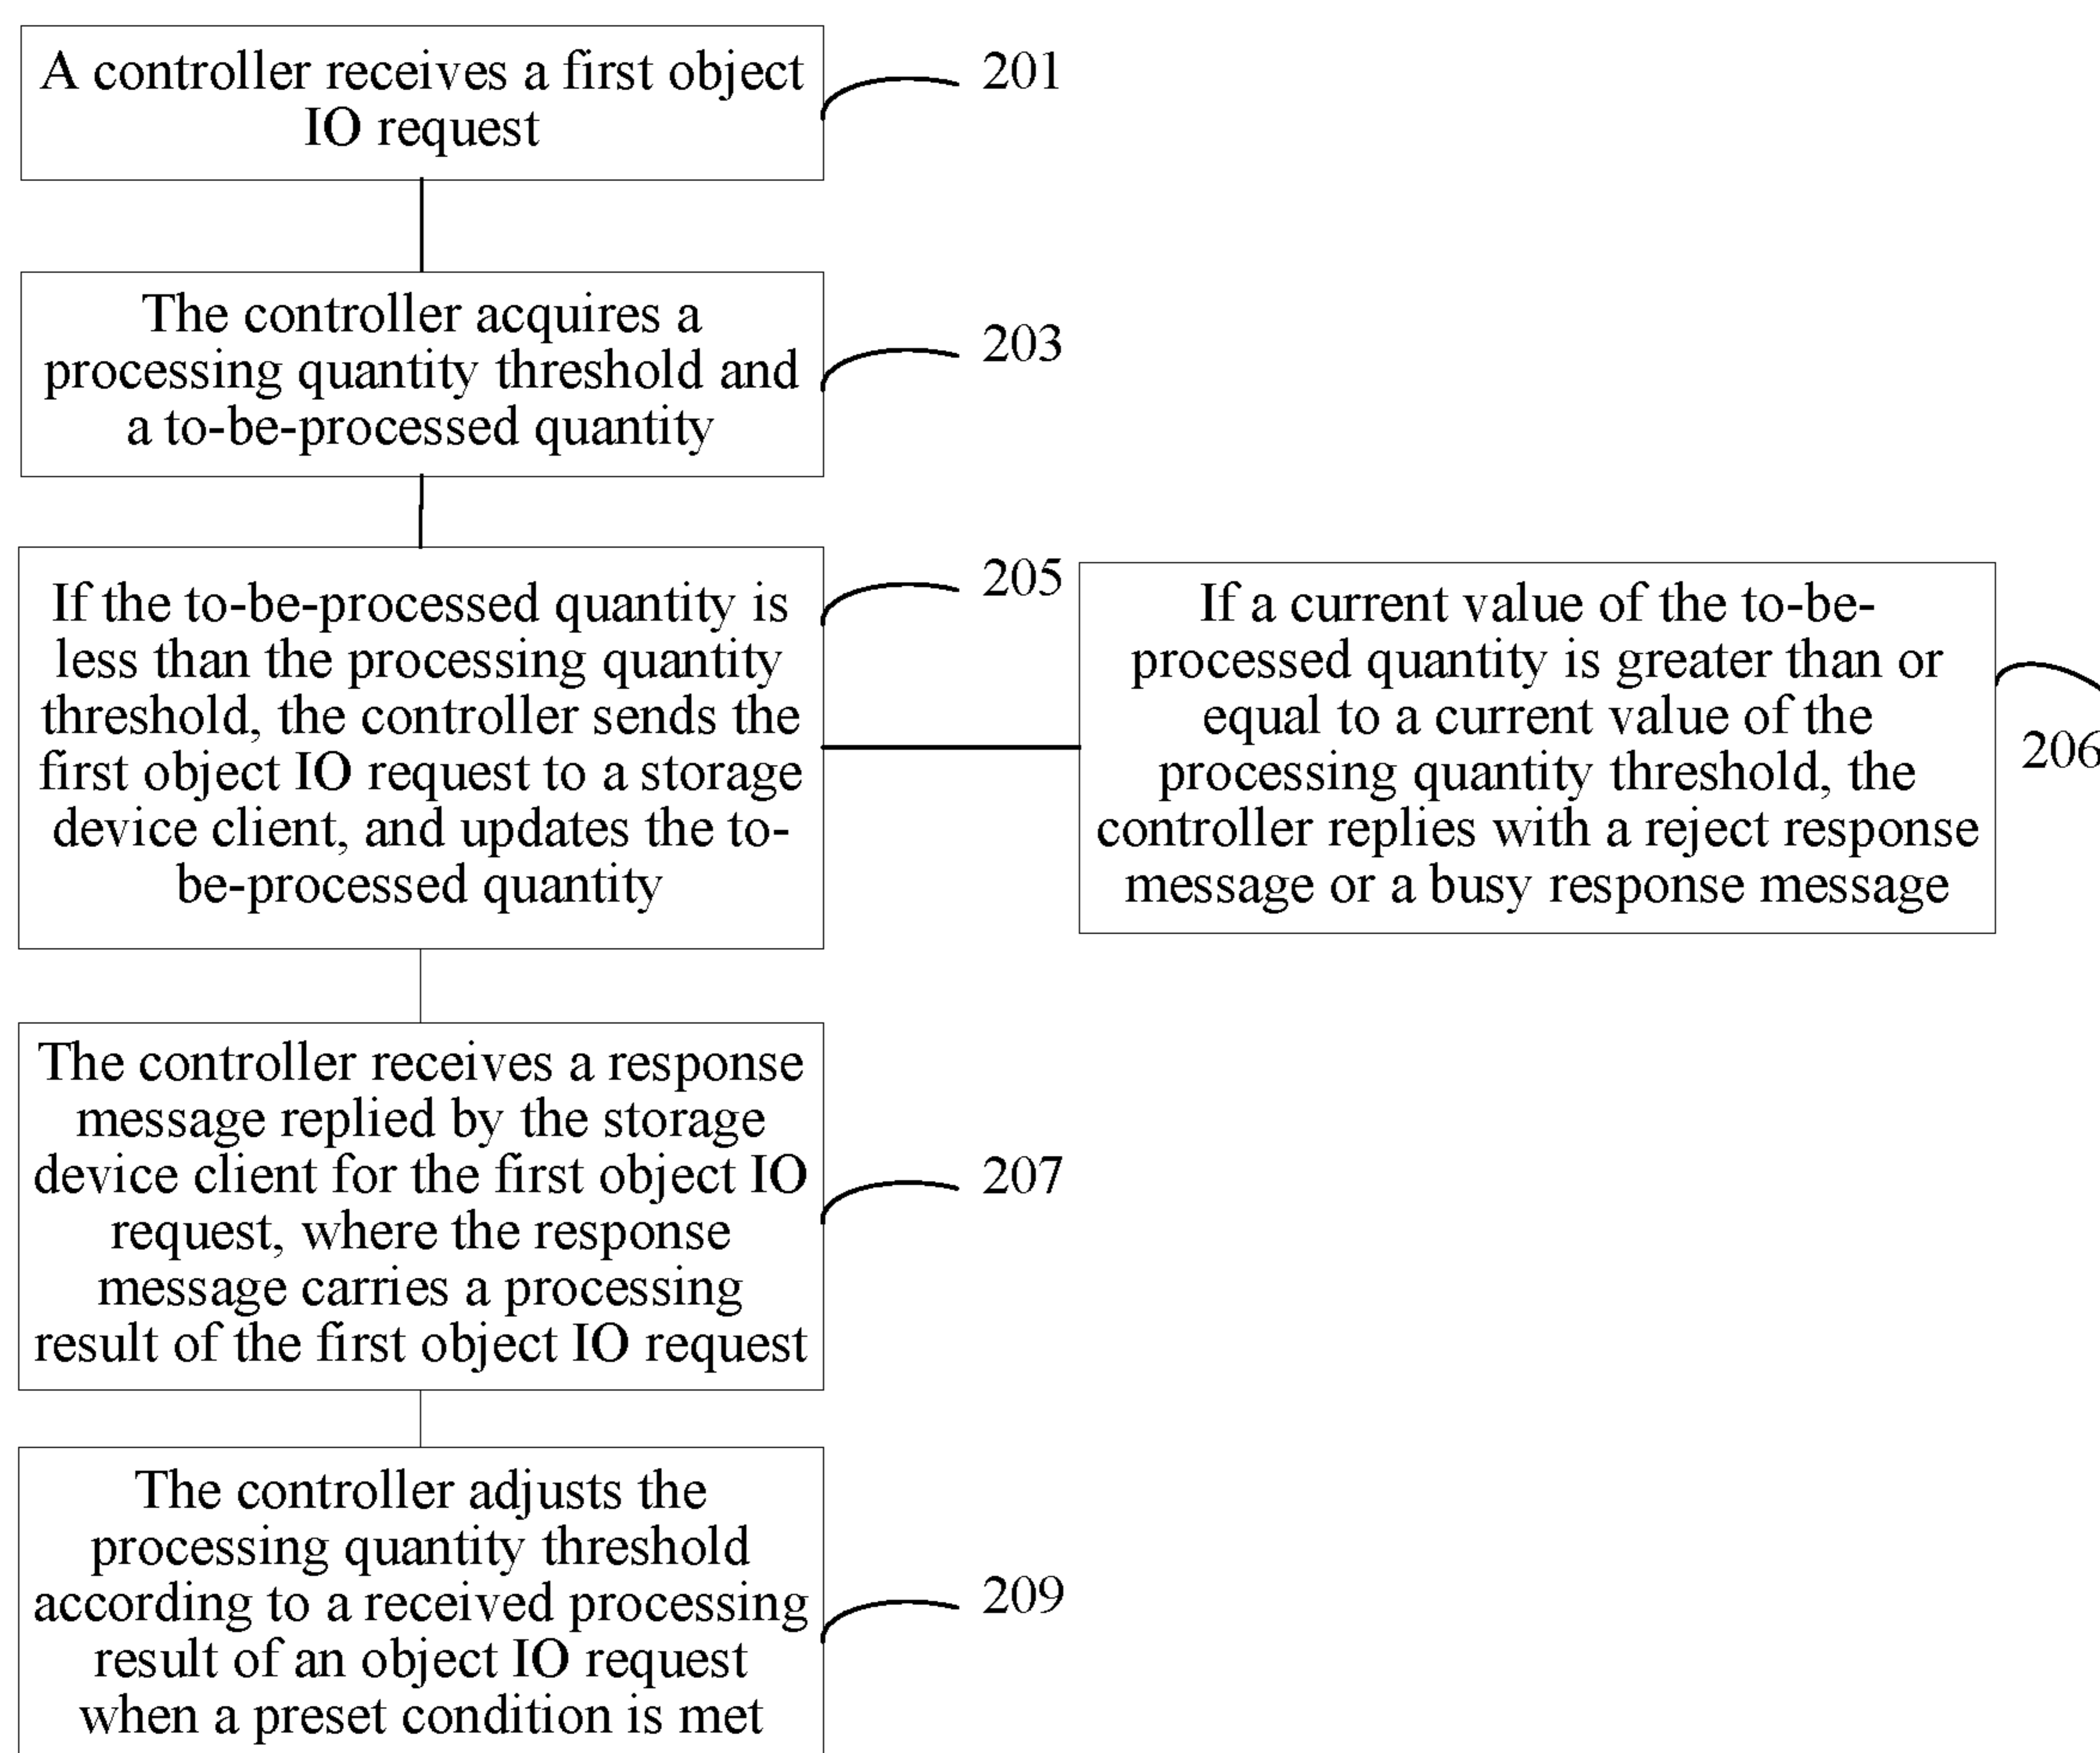 A controller receives a first object
IO request
201
The controller acquires a
processing quantity threshold and
a to-be-processed quantity
203
If the to-be-processed quantity is
less than the processing quantity
threshold, the controller sends the
first object IO request to a storage
device client, and updates the to-
be-processed quantity
205
If a current value of the to-be-
processed quantity is greater than or
equal to a current value of the
processing quantity threshold, the
controller replies with a reject response
message or a busy response message
206
The controller receives a response
message replied by the storage
device client for the first object IO
request, where the response
message carries a processing
result of the first object IO request
207
The controller adjusts the
processing quantity threshold
according to a received processing
result of an object IO request
when a preset condition is met
209